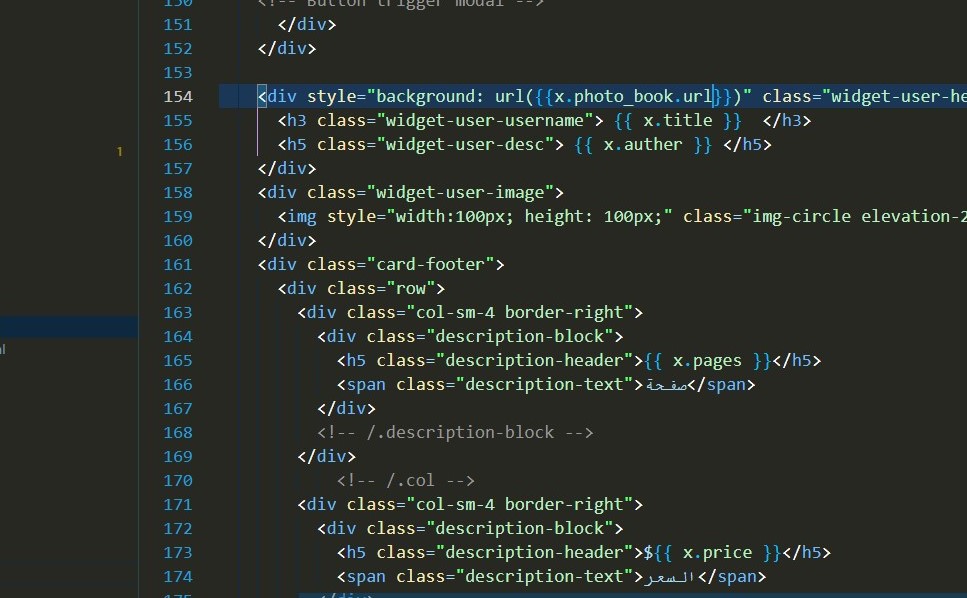 150 <!-- Button trigger modal -->
151 </div>
152 </div>
153
154 <div style="background: url({{x.photo_book.url}})" class="widget-user-he
155 <h3 class="widget-user-username"> {{ x.title }}  </h3>
1
156 <h5 class="widget-user-desc"> {{ x.auther }} </h5>
157 </div>
158 <div class="widget-user-image">
159 <img style="width:100px; height: 100px;" class="img-circle elevation-2
160 </div>
161 <div class="card-footer">
162 <div class="row">
163 <div class="col-sm-4 border-right">
164 <div class="description-block">
165 <h5 class="description-header">{{ x.pages }}</h5>
166 <span class="description-text">صفحة</span>
167 </div>
168 <!-- /.description-block -->
169 </div>
170 <!-- /.col -->
171 <div class="col-sm-4 border-right">
172 <div class="description-block">
173 <h5 class="description-header">${{ x.price }}</h5>
174 <span class="description-text">السعر</span>
175 </div>